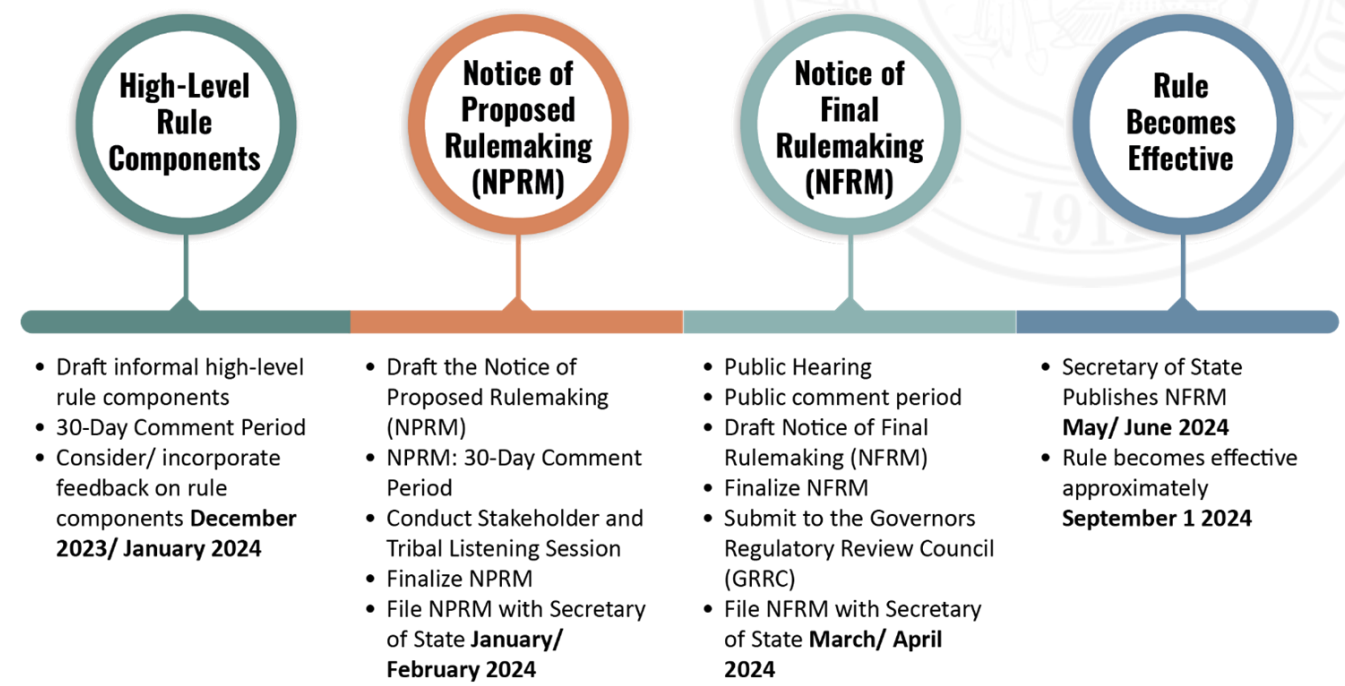 High-Level
Rule
Components
Notice of
Proposed
Rulemaking
(NPRM)
Notice of
Final
Rulemaking
(NFRM)
Rule
Becomes
Effective
1912
• Draft informal high-level
rule components
• 30-Day Comment Period
• Consider/ incorporate
feedback on rule
components December
2023/ January 2024
• Draft the Notice of
Proposed Rulemaking
(NPRM)
• NPRM: 30-Day Comment
Period
• Conduct Stakeholder and
Tribal Listening Session
• Finalize NPRM
• File NPRM with Secretary
of State January/
February 2024
• Public Hearing
• Public comment period
• Draft Notice of Final
Rulemaking (NFRM)
• Finalize NFRM
• Submit to the Governors
Regulatory Review Council
(GRRC)
• File NFRM with Secretary
of State March/ April
2024
• Secretary of State
Publishes NFRM
May/ June 2024
• Rule becomes effective
approximately
September 1 2024